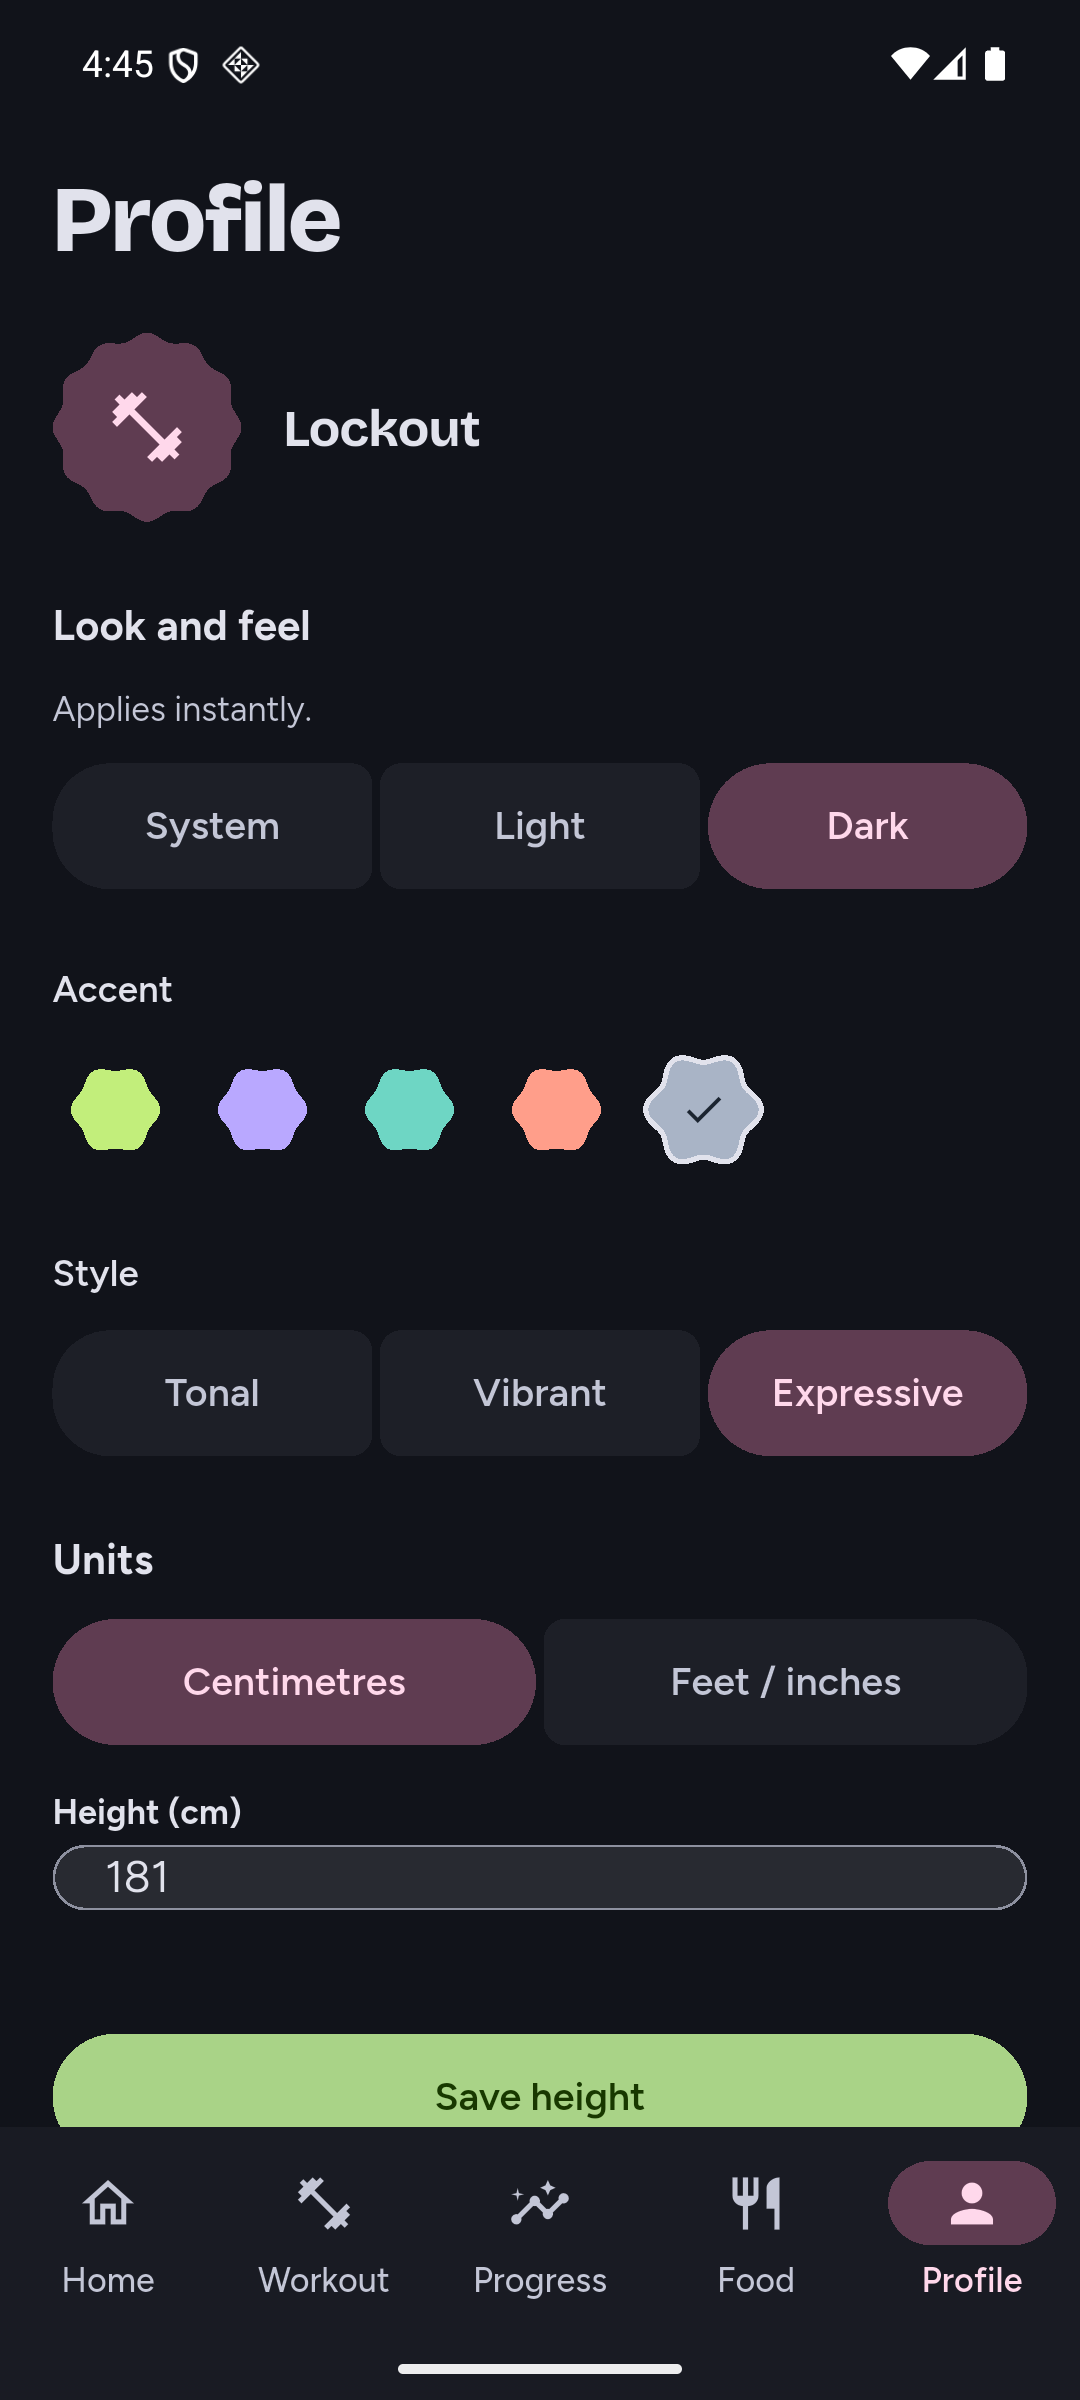 4:45
Profile
Lockout
Look and feel
Applies instantly.
System Light Dark
Accent
Style
Tonal Vibrant Expressive
Units
Centimetres Feet / inches
Height (cm)
181
Save height
Home Workout Progress Food Profile